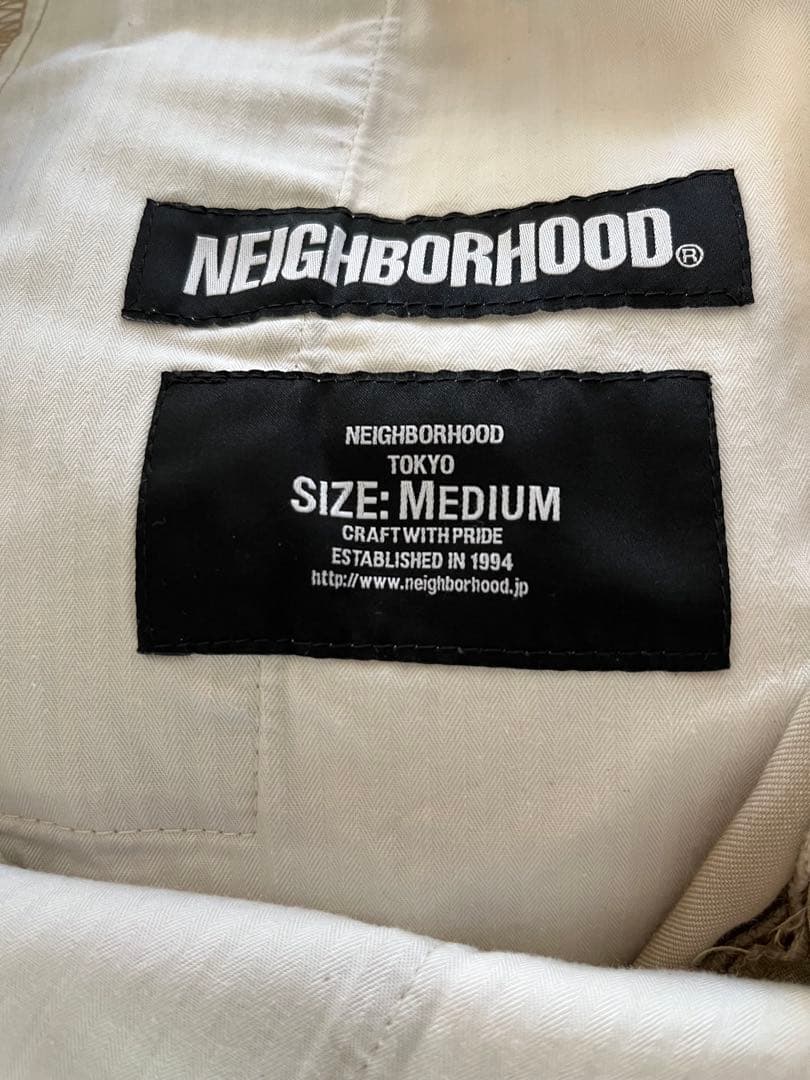 NEIGHBORHOOD®
NEIGHBORHOOD
TOKYO
SIZE: MEDIUM
CRAFT WITH PRIDE
ESTABLISHED IN 1994
http://www.neighborhood.jp